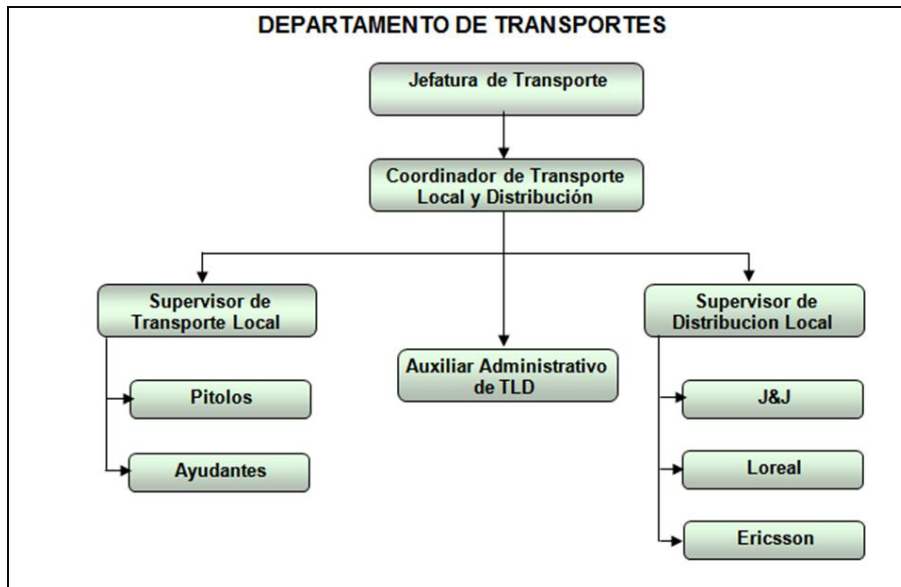 DEPARTAMENTO DE TRANSPORTES
Jefatura de Transporte
Coordinador de Transporte
Local y Distribución
Supervisor de
Transporte Local
Pitolos
Ayudantes
Auxiliar Administrativo
de TLD
Supervisor de
Distribucion Local
J&J
Loreal
Ericsson